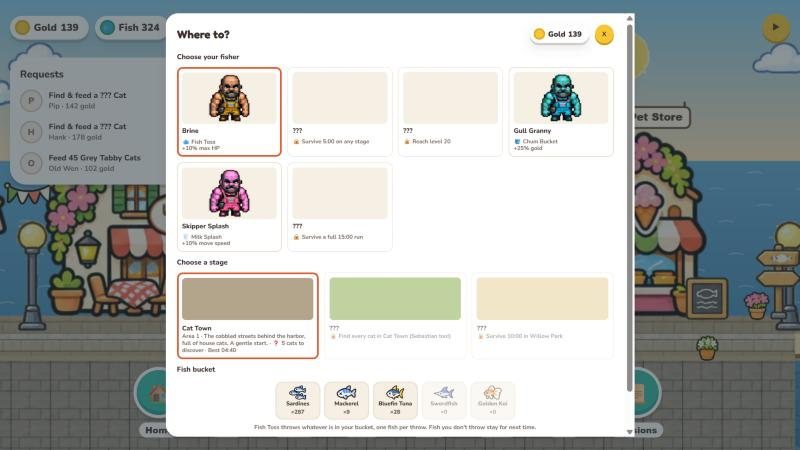 Gold 139
Fish 324
Requests
P
Find & feed a ??? Cat
Pip · 142 gold
H
Find & feed a ??? Cat
Hank · 178 gold
O
Feed 45 Grey Tabby Cats
Old Wen · 102 gold
Where to?
Gold 139
X
Choose your fisher
Brine
Fish Toss
+10% max HP
???
Survive 5:00 on any stage
???
Reach level 20
Gull Granny
Chum Bucket
+25% gold
Skipper Splash
Milk Splash
+10% move speed
???
Survive a full 15:00 run
Choose a stage
Cat Town
Area 1 · The cobbled streets behind the harbor,
full of house cats. A gentle start. · ❓ 5 cats to
discover · Best 04:40
???
Find every cat in Cat Town (Sebastian too!)
???
Survive 10:00 in Willow Park
Fish bucket
Sardines
×287
Mackerel
×9
Bluefin Tuna
×28
Swordfish
×0
Golden Koi
×0
Fish Toss throws whatever is in your bucket, one fish per throw. Fish you don't throw stay for next time.
Pet Store
Hom
sions